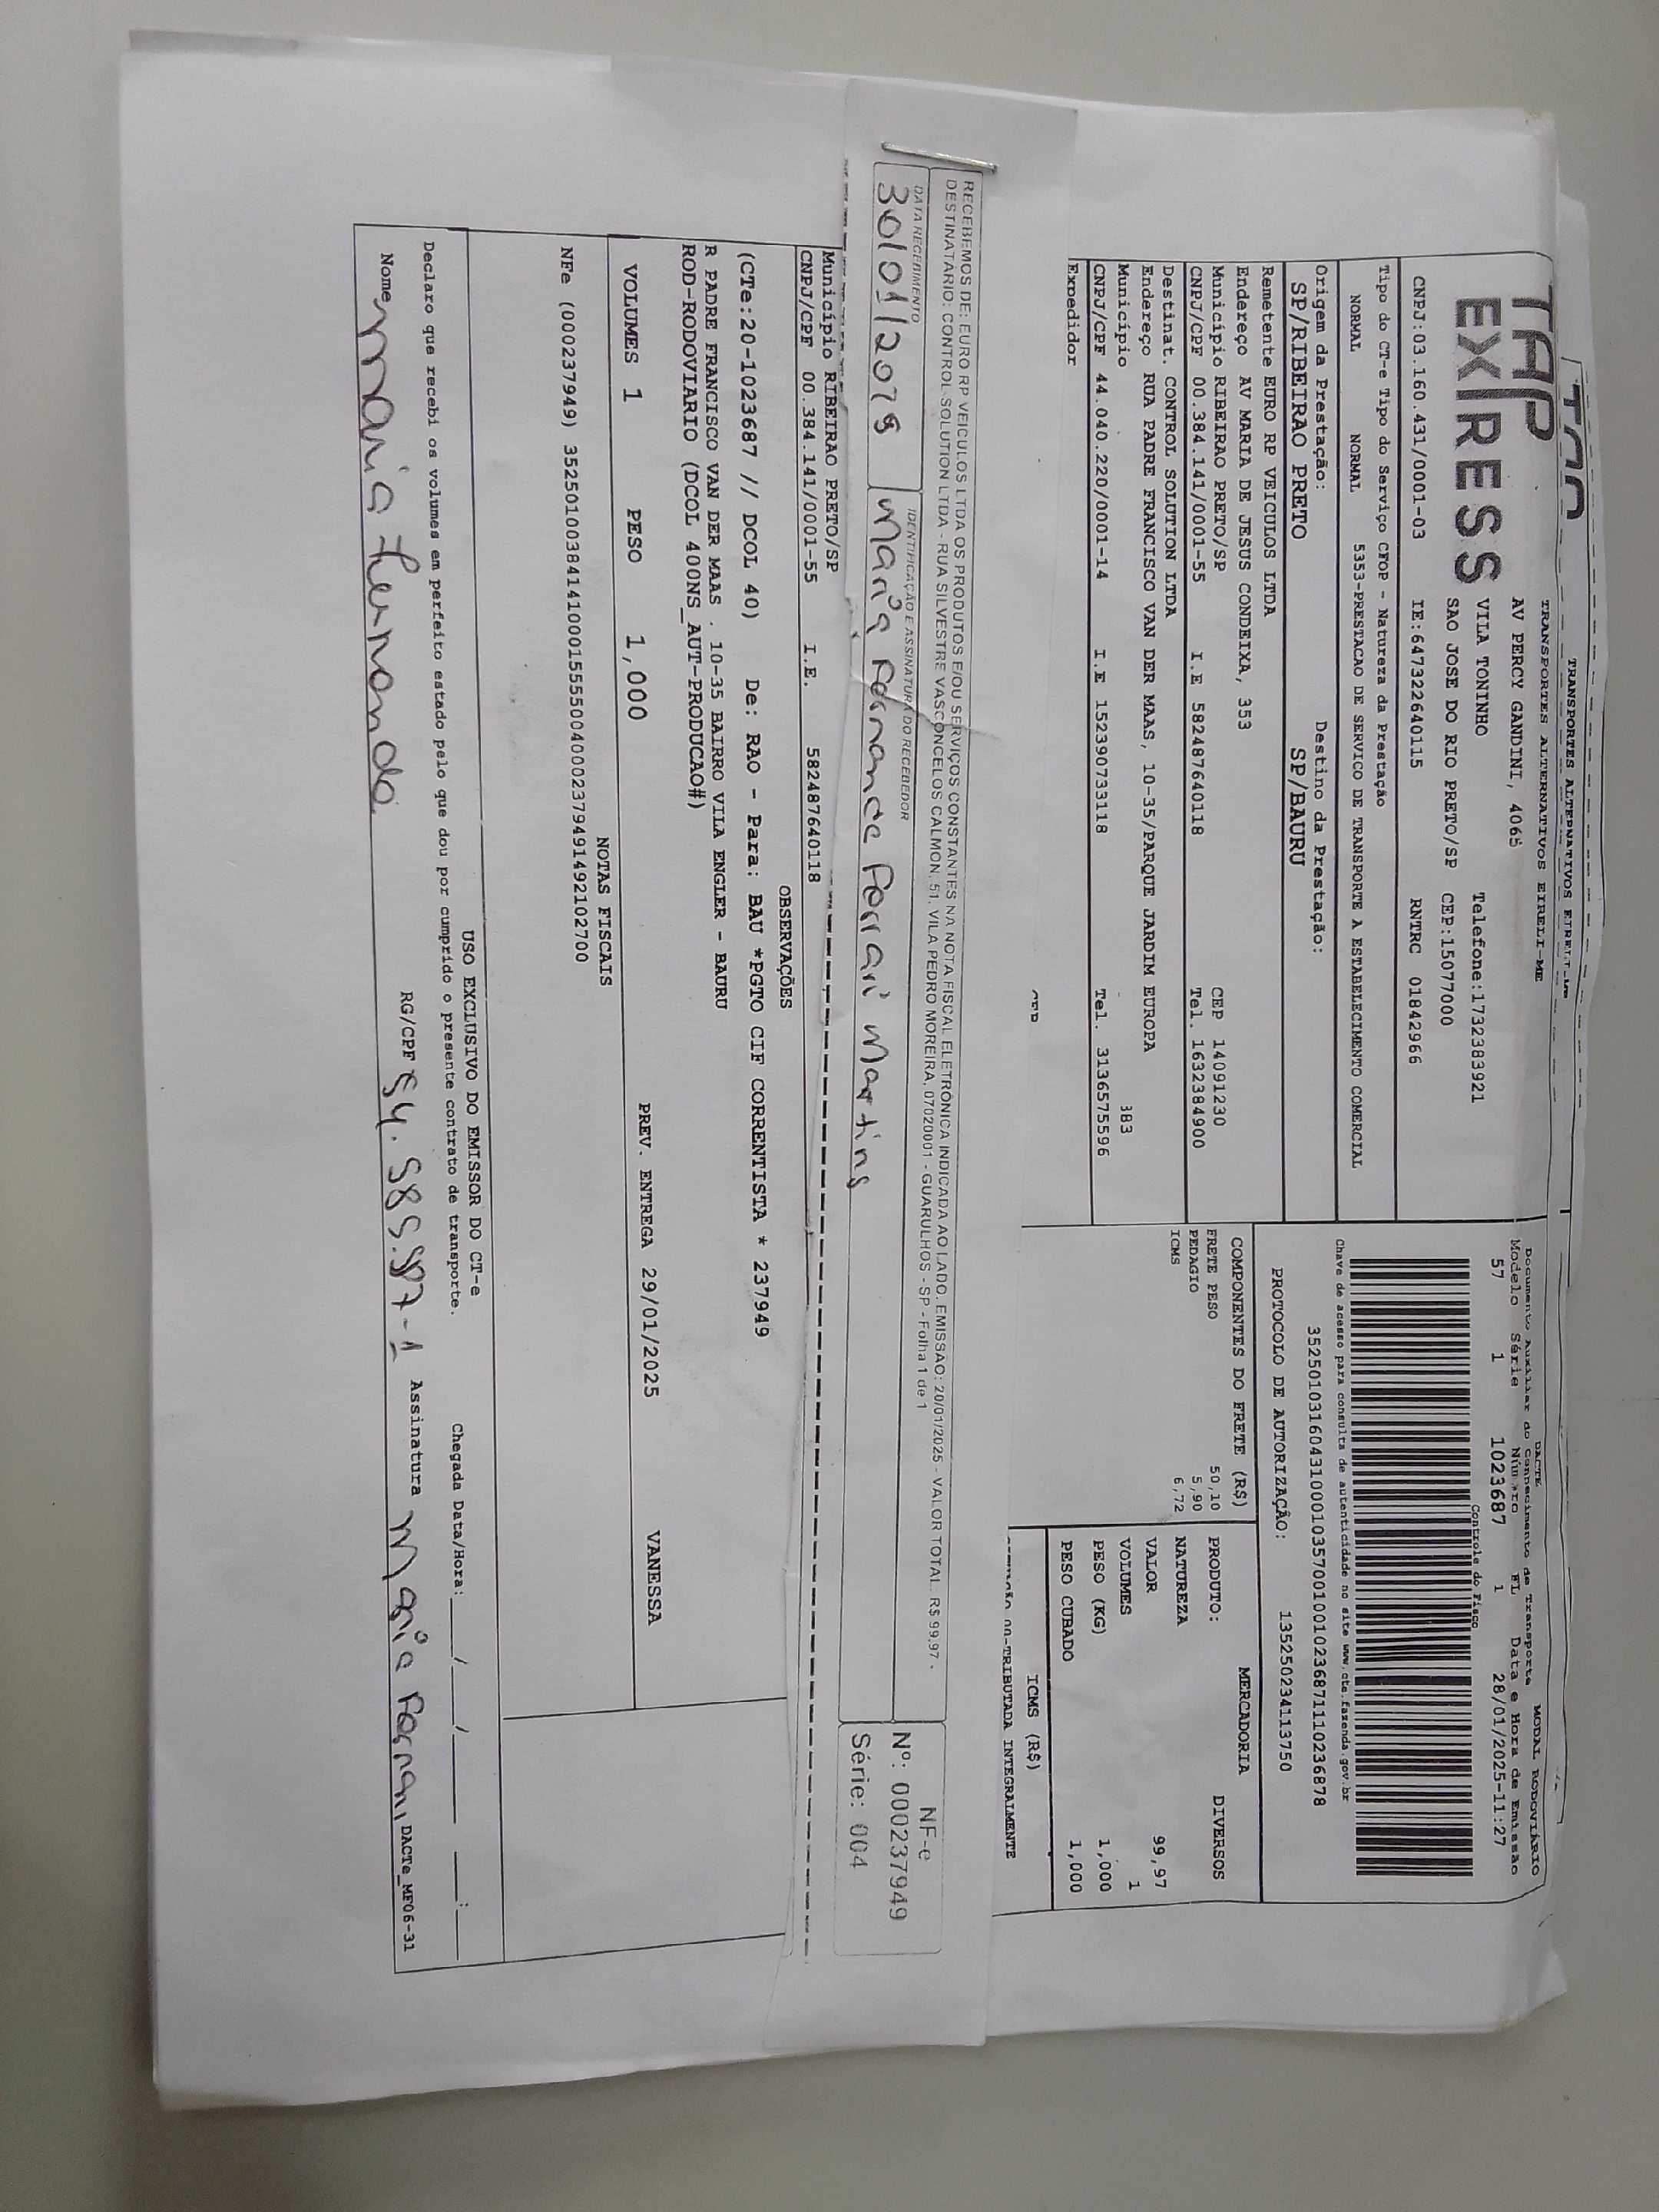 TRANSPORTES ALTERNATIVOS EIRELI-ME
TRANSPORTES ALTERNATIVOS EIRELI-ME
TAP
EXPRESS
AV PERCY GANDINI, 4065
VILA TONINHO
Telefone:1732383921
SAO JOSE DO RIO PRETO/SP CEP:15077000
CNPJ:03.160.431/0001-03 IE:647322640115 RNTRC 01842966
Tipo do CT-e Tipo do Serviço CFOP - Natureza da Prestação
NORMAL NORMAL 5353-PRESTACAO DE SERVICO DE TRANSPORTE A ESTABELECIMENTO COMERCIAL
Origem da Prestação: Destino da Prestação:
SP/RIBEIRAO PRETO SP/BAURU
Remetente EURO RP VEICULOS LTDA
Endereço AV MARIA DE JESUS CONDEIXA, 353
Município RIBEIRAO PRETO/SP CEP 14091230
CNPJ/CPF 00.384.141/0001-55 I.E 582487640118 Tel. 1632384900
Destinat. CONTROL SOLUTION LTDA
Endereço RUA PADRE FRANCISCO VAN DER MAAS, 10-35/PARQUE JARDIM EUROPA
Município 383
CNPJ/CPF 44.040.220/0001-14 I.E 152390733118 Tel. 3136575596
Expedidor
DACTE MODAL RODOVIÁRIO
Documento Auxiliar do Conhecimento de Transporte
Modelo Série Número FL Data e Hora de Emissão
57 1 1023687 1 28/01/2025-11:27
Controle do Fisco
Chave de acesso para consulta de autenticidade no site www.cte.fazenda.gov.br
35250103160431000103570010010236871110236878
PROTOCOLO DE AUTORIZAÇÃO: 135250234113750
COMPONENTES DO FRETE (R$)
FRETE PESO 50,10
PEDAGIO 5,90
ICMS 6,72
MERCADORIA
PRODUTO: DIVERSOS
NATUREZA
VALOR 99,97
VOLUMES 1
PESO (KG) 1,000
PESO CUBADO 1,000
ICMS (R$)
00-TRIBUTADA INTEGRALMENTE
RECEBEMOS DE: EURO RP VEICULOS LTDA OS PRODUTOS E/OU SERVIÇOS CONSTANTES NA NOTA FISCAL ELETRÔNICA INDICADA AO LADO. EMISSÃO: 20/01/2025 - VALOR TOTAL: R$ 99,97 -
DESTINATÁRIO: CONTROL SOLUTION LTDA - RUA SILVESTRE VASCONCELOS CALMON, 51, VILA PEDRO MOREIRA, 07020001 - GUARULHOS - SP - Folha 1 de 1
DATA RECEBIMENTO IDENTIFICAÇÃO E ASSINATURA DO RECEBEDOR
30/01/2025 Maria Fernanda Ferrari Martins
NF-e
Nº: 000237949
Série: 004
Município RIBEIRAO PRETO/SP
CNPJ/CPF 00.384.141/0001-55 I.E. 582487640118
OBSERVAÇÕES
(CTe:20-1023687 // DCOL 40) De: RAO - Para: BAU *PGTO CIF CORRENTISTA * 237949
R PADRE FRANCISCO VAN DER MAAS . 10-35 BAIRRO VILA ENGLER - BAURU
ROD-RODOVIARIO (DCOL 400NS_AUT-PRODUCAO#)
VOLUMES 1 PESO 1,000 PREV. ENTREGA 29/01/2025 VANESSA
NOTAS FISCAIS
NFe (000237949) 35250100384141000155550040002379491492102700
USO EXCLUSIVO DO EMISSOR DO CT-e
Declaro que recebi os volumes em perfeito estado pelo que dou por cumprido o presente contrato de transporte. Chegada Data/Hora:____/____/____ ___:___
Nome Maria Fernanda RG/CPF 54.585.997-1 Assinatura Maria Fernanda DACTe_MF06-31